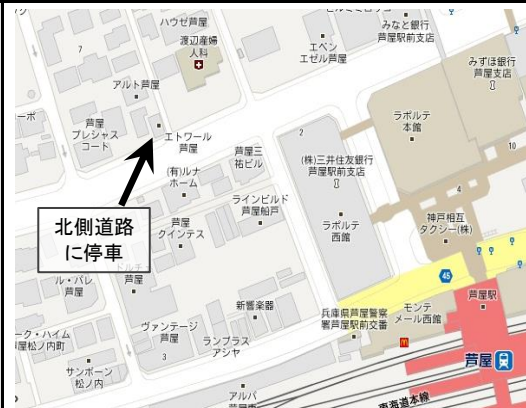 ハウゼ芦屋
渡辺産婦
人科
エベン
エゼル芦屋
みなと銀行
芦屋駅前支店
みずほ銀行
芦屋支店
7
アルト芦屋
芦屋
プレシャス
コート
エトワール
芦屋
2
ラポルテ
本館
10
(有)ルナ
ホーム
芦屋三
祐ビル
(株)三井住友銀行
芦屋駅前支店
4
北側道路
に停車
芦屋
クインテス
ラインビルド
芦屋船戸
ラポルテ
西館
神戸相互
タクシー(株)
45
ル・パレ
芦屋
芦屋
新響楽器
兵庫県芦屋警察
署芦屋駅前交番
モンテ
メール西館
芦屋駅
ヴァンテージ
芦屋
ランプラス
アシヤ
3
サンボーン
松ノ内
アルパ
芦屋
東海道本線